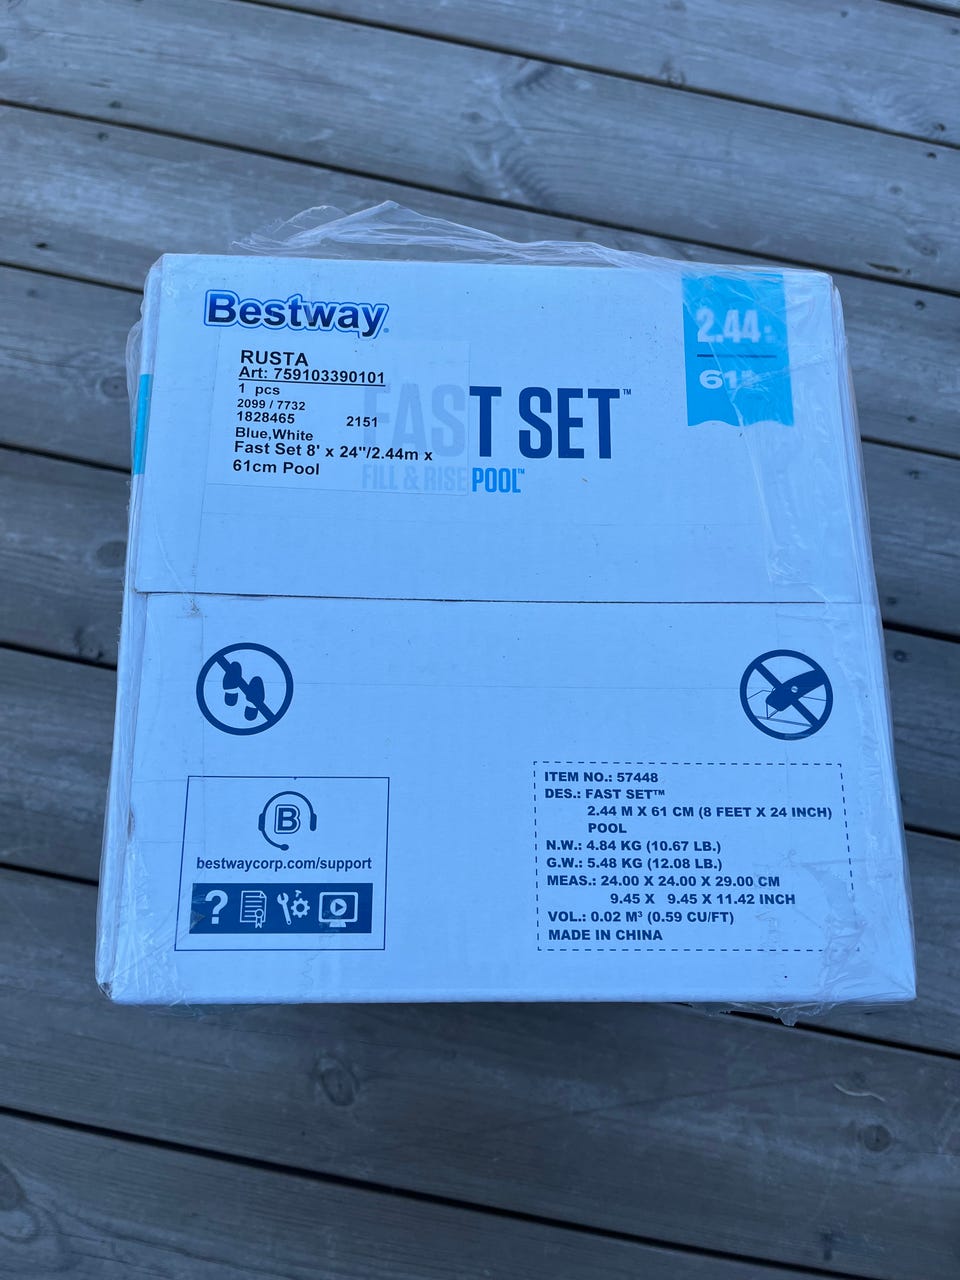 Bestway®
2.44
61
RUSTA
Art: 759103390101
1 pcs
2099 / 7732
1828465 2151
Blue,White
Fast Set 8' x 24"/2.44m x
61cm Pool
FAST SET™
FILL & RISE POOL™
B
bestwaycorp.com/support
?
ITEM NO.: 57448
DES.: FAST SET™
2.44 M X 61 CM (8 FEET X 24 INCH)
POOL
N.W.: 4.84 KG (10.67 LB.)
G.W.: 5.48 KG (12.08 LB.)
MEAS.: 24.00 X 24.00 X 29.00 CM
9.45 X 9.45 X 11.42 INCH
VOL.: 0.02 M³ (0.59 CU/FT)
MADE IN CHINA